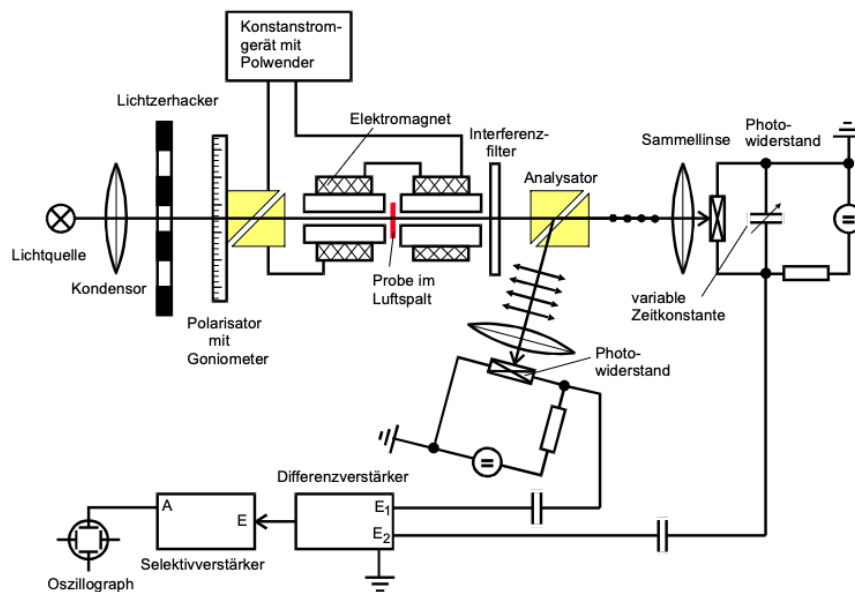 Konstanstrom-
gerät mit
Polwender
Lichtzerhacker
Elektromagnet
Interferenz-
filter
Analysator
Sammellinse
Photo-
widerstand
Lichtquelle
Kondensor
Polarisator
mit
Goniometer
Probe im
Luftspalt
variable
Zeitkonstante
Photo-
widerstand
Differenzverstärker
A
E
E1
E2
Selektivverstärker
Oszillograph